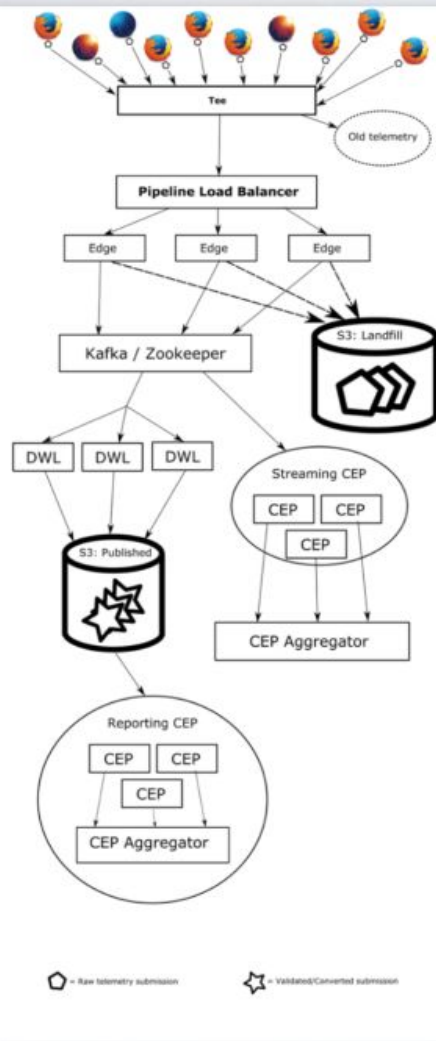 Tee
Old telemetry
Pipeline Load Balancer
Edge
Edge
Edge
S3: Landfill
Kafka / Zookeeper
DWL
DWL
DWL
Streaming CEP
CEP
CEP
CEP
S3: Published
CEP Aggregator
Reporting CEP
CEP
CEP
CEP
CEP Aggregator
= Raw telemetry submission
= Validated/Converted submission